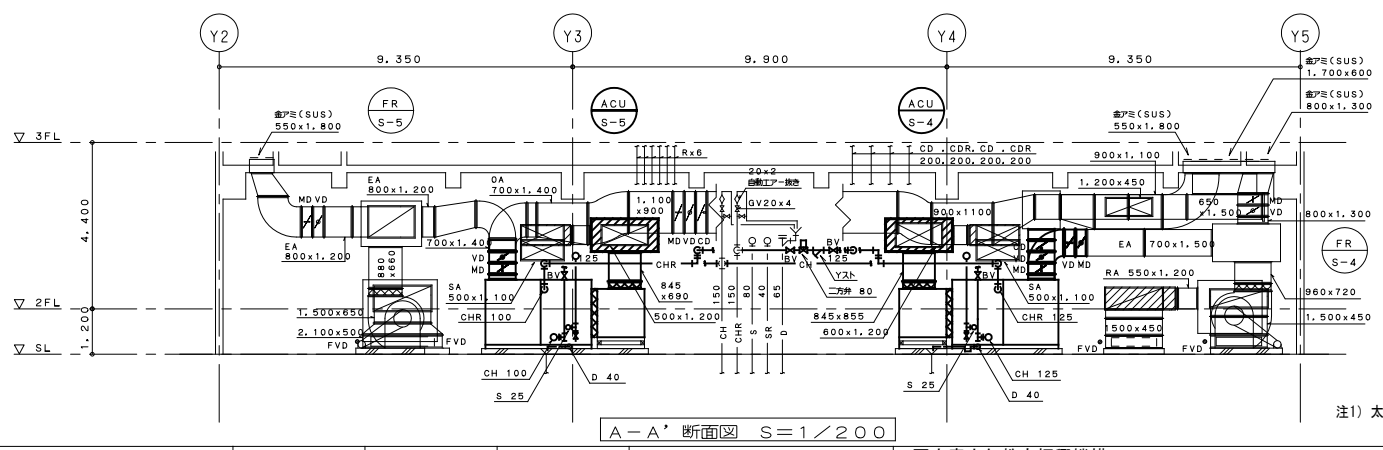 Y2
Y3
Y4
Y5
9.350
9.900
9.350
金アミ(SUS)
1.700x600
金アミ(SUS)
800x1.300
金アミ(SUS)
550x1.800
金アミ(SUS)
550x1.800
FR
S-5
ACU
S-5
ACU
S-4
FR
S-4
▽ 3FL
▽ 2FL
▽ SL
4,400
1,200
EA
800x1.200
MD VD
EA
800x1.200
OA
700x1.400
700x1.400
VD
MD
880
x660
1.500x650
2.100x500
FVD
FVD
SA
500x1.100
CHR 100
CH 100
S 25
D 40
BV
125
1.100
x900
Rx6
MDVDCD
CHR
845
x690
500x1.200
20x2
自動エアー抜き
GV20x4
150
150
80
40
65
CH
CHR
S
SR
D
BV
BV
125
CH
Yスト
二方弁 80
CD.CDR.CD.CDR
200.200.200.200
900x1100
845x855
600x1.200
BV
CD
VD
MD
SA
500x1.100
CHR 125
CH 125
S 25
D 40
900x1.100
1.200x450
650
x1.500
MD
VD
800x1.300
VD MD
EA
700x1.500
RA 550x1.200
1500x450
FVD
FVD
960x720
1.500x450
A-A' 断面図 S=1/200
注1) 太